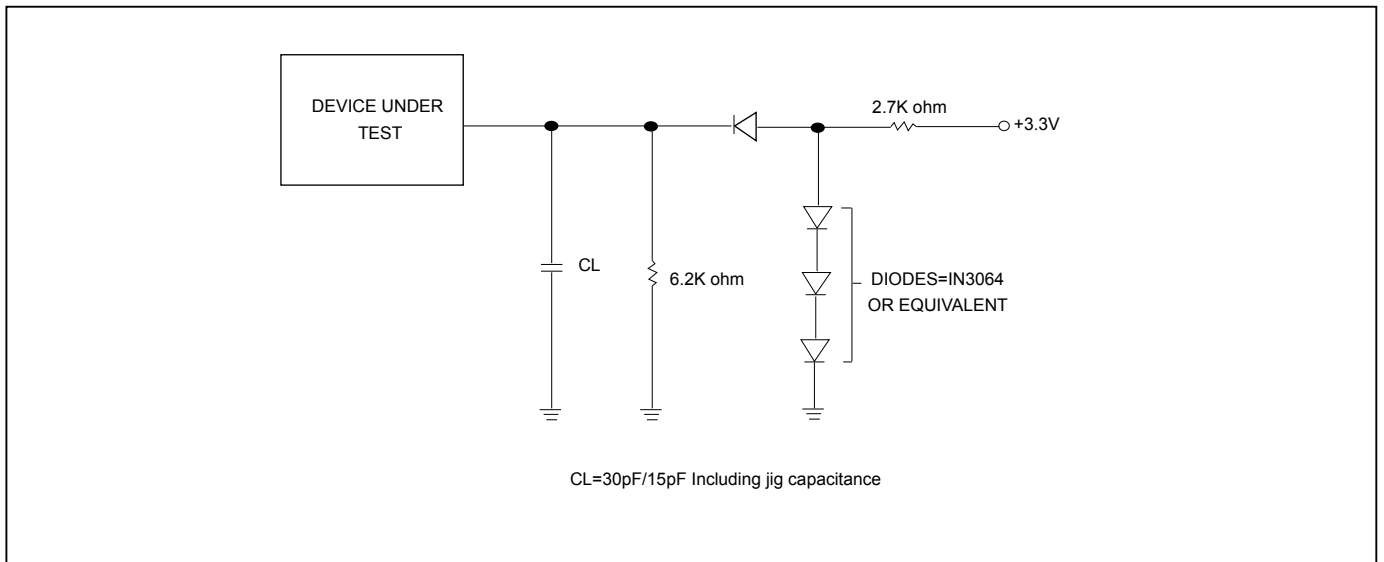 DEVICE UNDER
TEST
2.7K ohm
+3.3V
CL
6.2K ohm
DIODES=IN3064
OR EQUIVALENT
CL=30pF/15pF Including jig capacitance